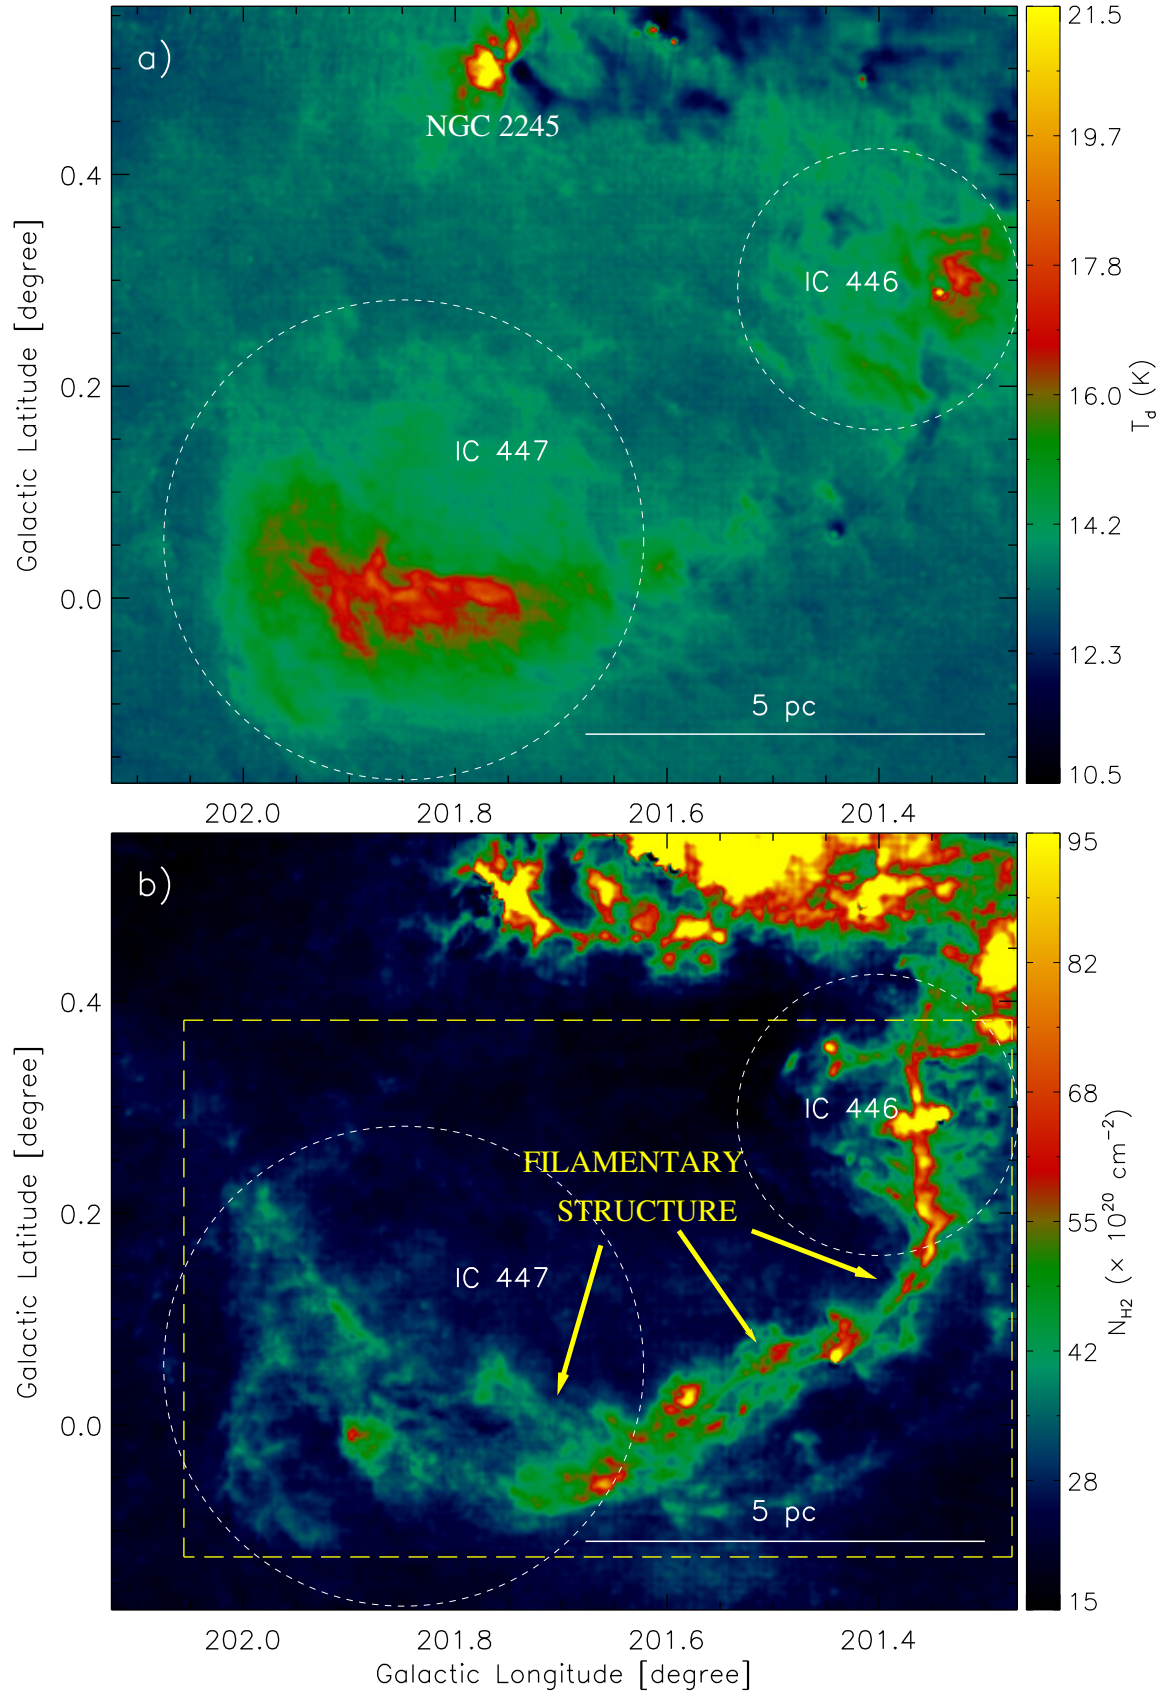 a)
NGC 2245
IC 446
IC 447
5 pc
0.4
0.2
0.0
Galactic Latitude [degree]
202.0 201.8 201.6 201.4
21.5
19.7
17.8
16.0
14.2
12.3
10.5
T_d (K)
b)
IC 446
FILAMENTARY
STRUCTURE
IC 447
5 pc
0.4
0.2
0.0
Galactic Latitude [degree]
202.0 201.8 201.6 201.4
Galactic Longitude [degree]
95
82
68
55
42
28
15
N_H2 (× 10²⁰ cm⁻²)